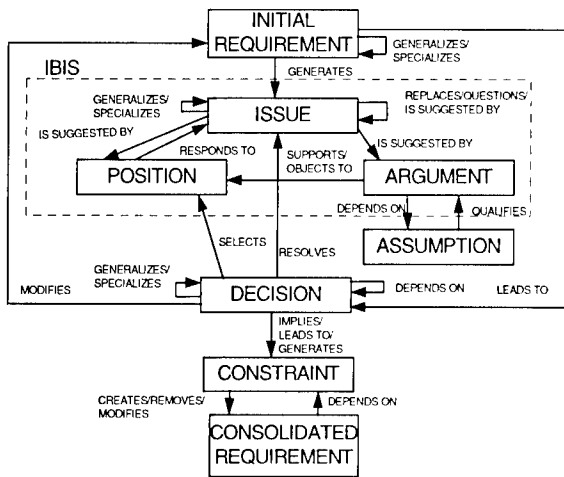 INITIAL
REQUIREMENT
GENERALIZES/
SPECIALIZES
IBIS
GENERATES
GENERALIZES/
SPECIALIZES
ISSUE
REPLACES/QUESTIONS/
IS SUGGESTED BY
IS SUGGESTED BY
RESPONDS TO
SUPPORTS/
OBJECTS TO
IS SUGGESTED BY
POSITION
ARGUMENT
DEPENDS ON
QUALIFIES
ASSUMPTION
SELECTS
RESOLVES
GENERALIZES/
SPECIALIZES
MODIFIES
DECISION
DEPENDS ON
LEADS TO
IMPLIES/
LEADS TO/
GENERATES
CONSTRAINT
CREATES/REMOVES/
MODIFIES
DEPENDS ON
CONSOLIDATED
REQUIREMENT